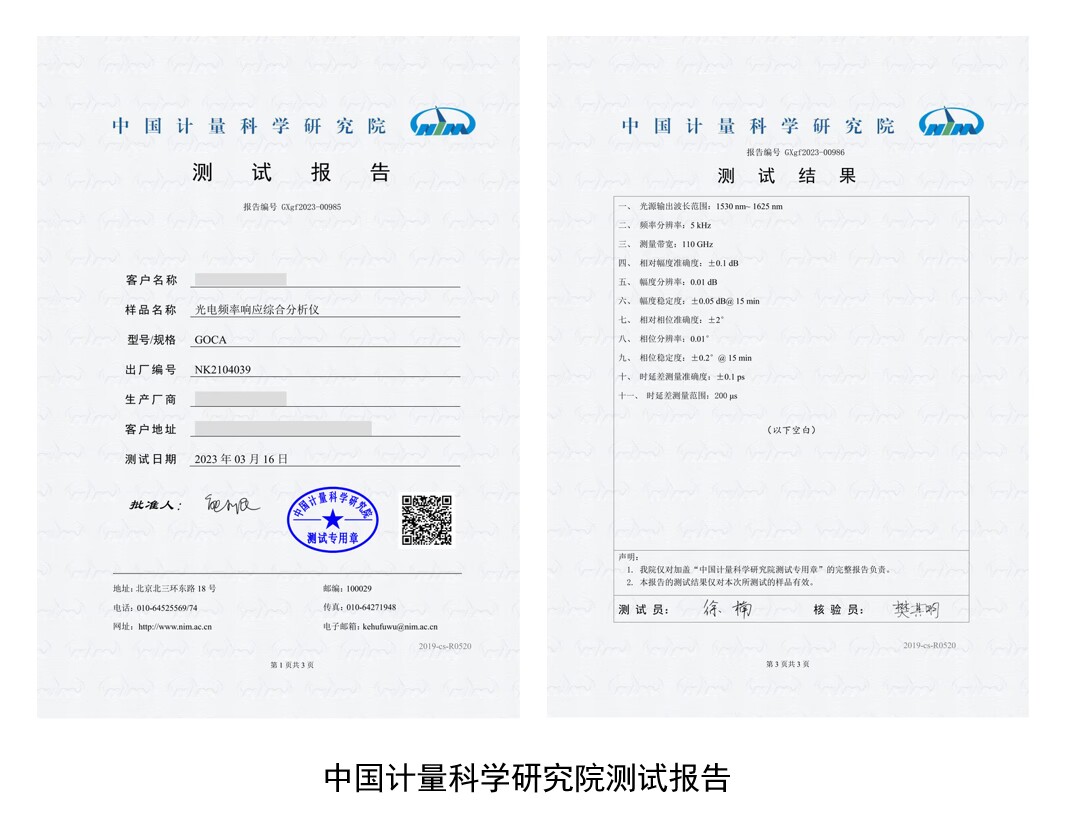 中国计量科学研究院
NIM
测试报告
报告编号 GXgf2023-00985
客户名称
样品名称 光电频率响应综合分析仪
型号/规格 GOCA
出厂编号 NK2104039
生产厂商
客户地址
测试日期 2023 年 03 月 16 日
批准人：
中国计量科学研究院
测试专用章
地址：北京北三环东路 18 号 邮编：100029
电话：010-64525569/74 传真：010-64271948
网址：http://www.nim.ac.cn 电子邮箱：kehufuwu@nim.ac.cn
2019-cs-R0520
第 1 页共 3 页
中国计量科学研究院
NIM
报告编号 GXgf2023-00986
测试结果
一、 光源输出波长范围：1530 nm~ 1625 nm
二、 频率分辨率：5 kHz
三、 测量带宽：110 GHz
四、 相对幅度准确度：±0.1 dB
五、 幅度分辨率：0.01 dB
六、 幅度稳定度：±0.05 dB@ 15 min
七、 相对相位准确度：±2°
八、 相位分辨率：0.01°
九、 相位稳定度：±0.2° @ 15 min
十、 时延差测量准确度：±0.1 ps
十一、 时延差测量范围：200 μs
（以下空白）
声明：
1. 我院仅对加盖“中国计量科学研究院测试专用章”的完整报告负责。
2. 本报告的测试结果仅对本次所测试的样品有效。
测试员： 徐楠 核验员：
2019-cs-R0520
第 3 页共 3 页
中国计量科学研究院测试报告